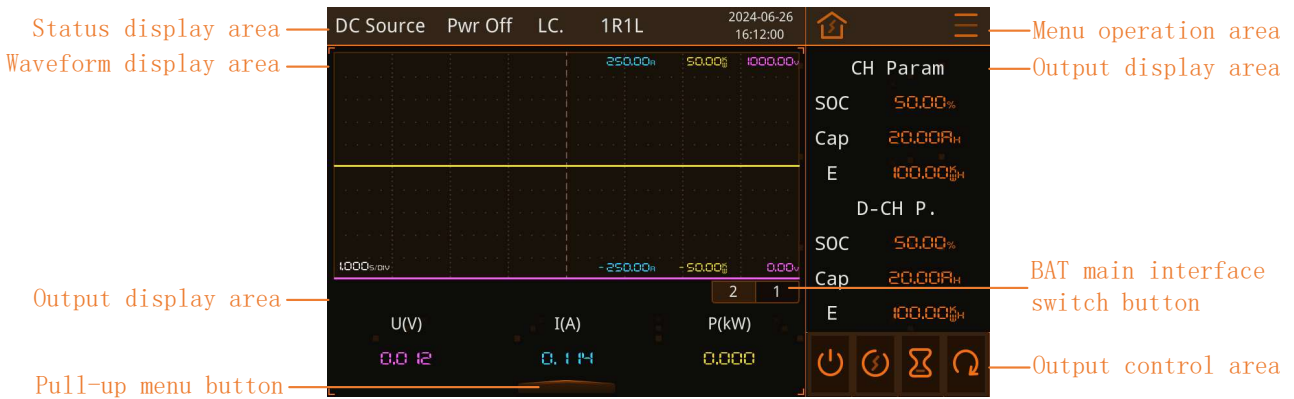 Status display area
Waveform display area
DC Source Pwr Off LC. 1R1L 2024-06-26
16:12:00
250.00A 50.00kW 1000.00V
1.000S/DIV -250.00A -50.00kW 0.00V
2 1
Output display area
U(V) I(A) P(kW)
0.012 0.114 0.000
Pull-up menu button
CH Param
SOC 50.00%
Cap 20.00AH
E 100.00KWH
D-CH P.
SOC 50.00%
Cap 20.00AH
E 100.00KWH
Menu operation area
Output display area
BAT main interface
switch button
Output control area